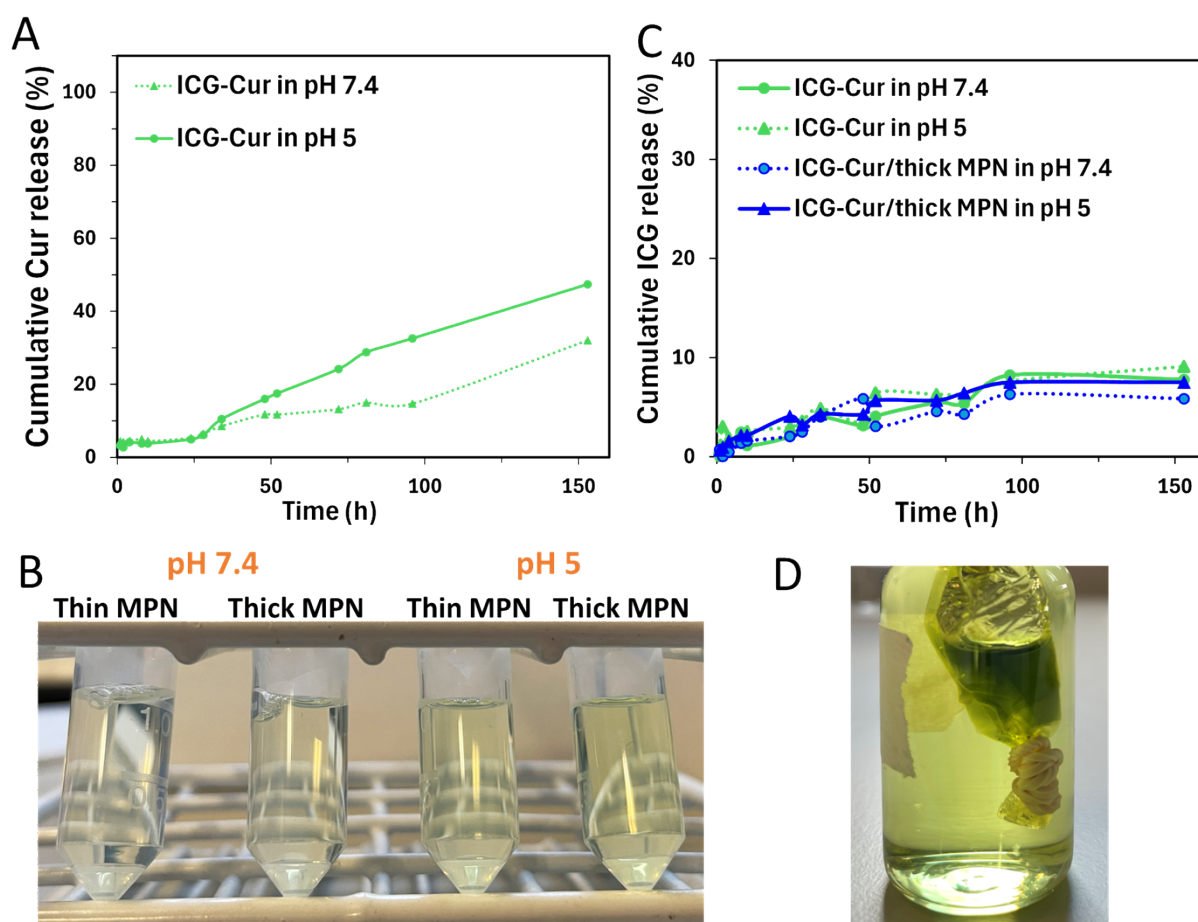 A
Cumulative Cur release (%)
100
80
60
40
20
0
0
50
100
150
Time (h)
ICG-Cur in pH 7.4
ICG-Cur in pH 5
C
Cumulative ICG release (%)
40
30
20
10
0
0
50
100
150
Time (h)
ICG-Cur in pH 7.4
ICG-Cur in pH 5
ICG-Cur/thick MPN in pH 7.4
ICG-Cur/thick MPN in pH 5
B
pH 7.4
pH 5
Thin MPN
Thick MPN
Thin MPN
Thick MPN
D